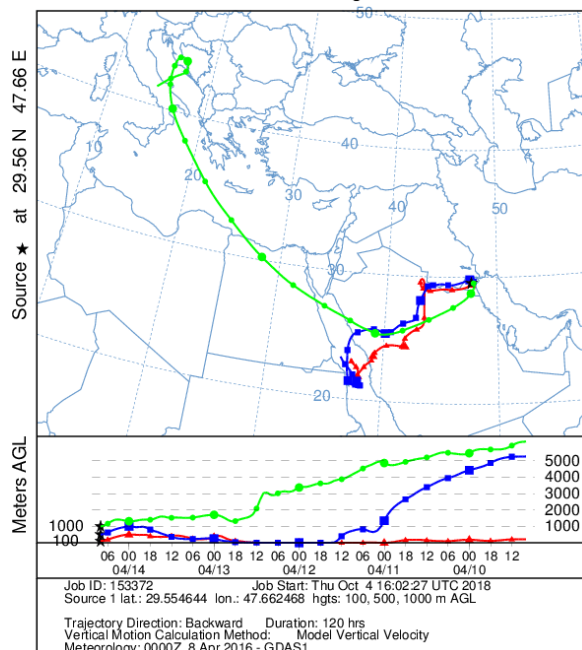 Source ★ at 29.56 N 47.66 E
50
40
10
20
30
40
50
30
20
Meters AGL
5000
4000
3000
2000
1000
1000
100
06 00 18 12 06 00 18 12 06 00 18 12 06 00 18 12 06 00 18 12
04/14 04/13 04/12 04/11 04/10
Job ID: 153372 Job Start: Thu Oct 4 16:02:27 UTC 2018
Source 1 lat.: 29.554644 lon.: 47.662468 hgts: 100, 500, 1000 m AGL
Trajectory Direction: Backward Duration: 120 hrs
Vertical Motion Calculation Method: Model Vertical Velocity
Meteorology: 0000Z 8 Apr 2016 - GDAS1